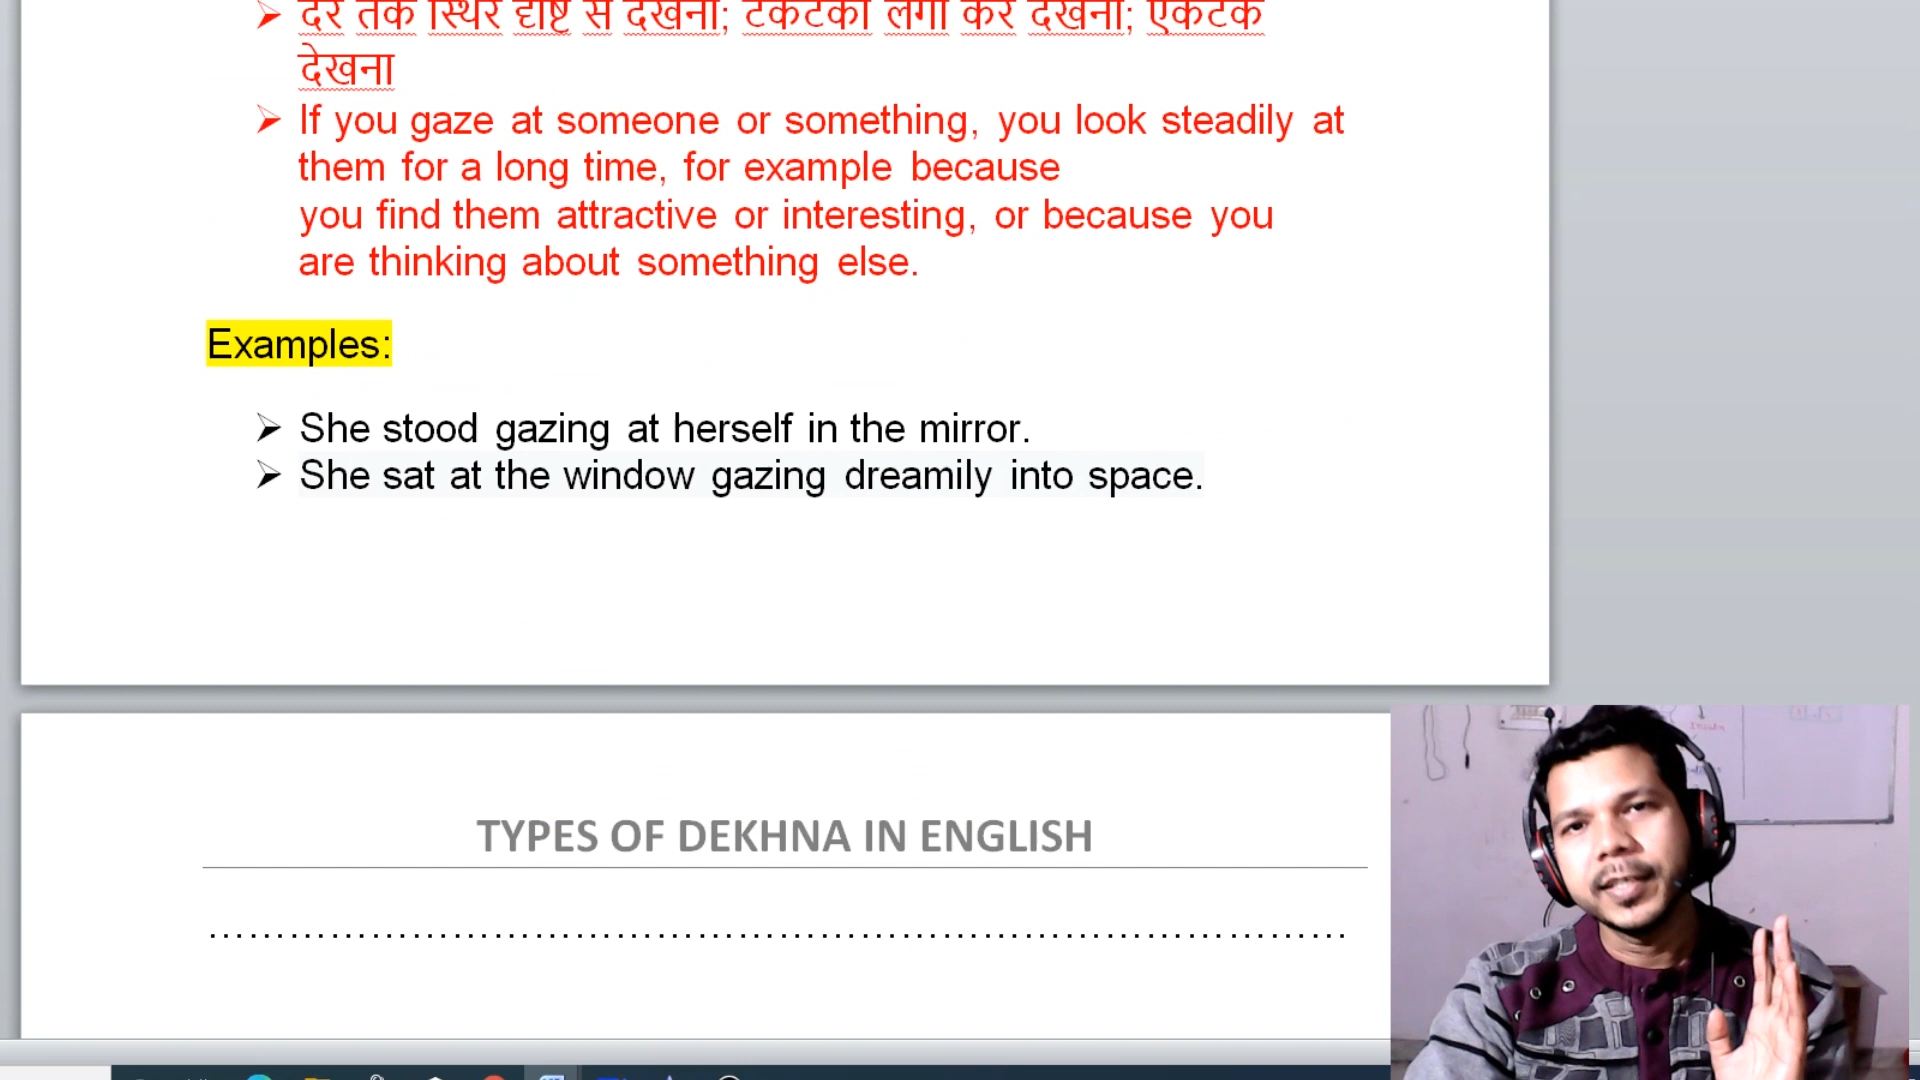 ➢ देर तक स्थिर दृष्टि से देखना; टकटकी लगा कर देखना; एकटक
देखना
➢ If you gaze at someone or something, you look steadily at
them for a long time, for example because
you find them attractive or interesting, or because you
are thinking about something else.
Examples:
➢ She stood gazing at herself in the mirror.
➢ She sat at the window gazing dreamily into space.
TYPES OF DEKHNA IN ENGLISH
....................................................................................